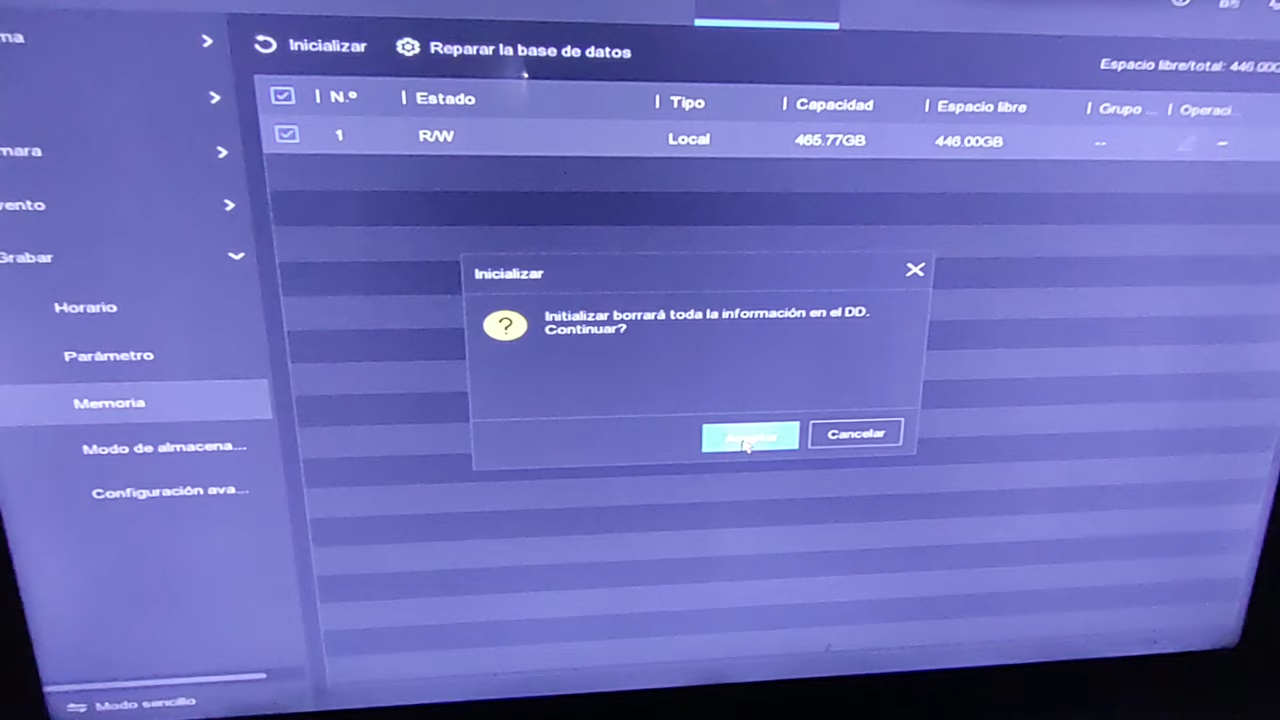 ma
Inicializar
Reparar la base de datos
Espacio libre/total: 446.00G
N.º
Estado
Tipo
Capacidad
Espacio libre
Grupo ...
Operaci...
1
R/W
Local
465.77GB
446.00GB
--
mara
vento
Grabar
Horario
Parámetro
Memoria
Modo de almacena...
Configuración ava...
Inicializar
Initializar borrará toda la información en el DD.
Continuar?
Cancelar
Modo sencillo